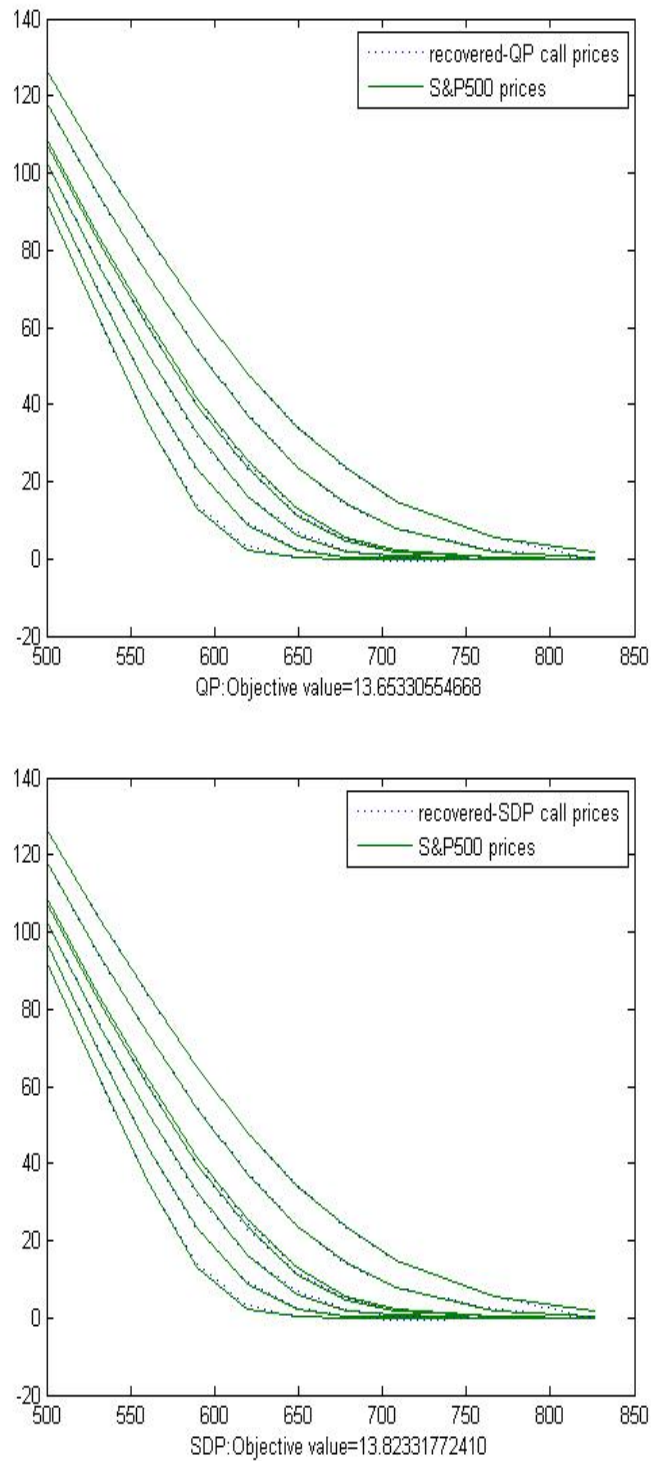 140
120
100
80
60
40
20
0
-20
recovered-QP call prices
S&P500 prices
500 550 600 650 700 750 800 850
QP:Objective value=13.65330554668
140
120
100
80
60
40
20
0
-20
recovered-SDP call prices
S&P500 prices
500 550 600 650 700 750 800 850
SDP:Objective value=13.82331772410